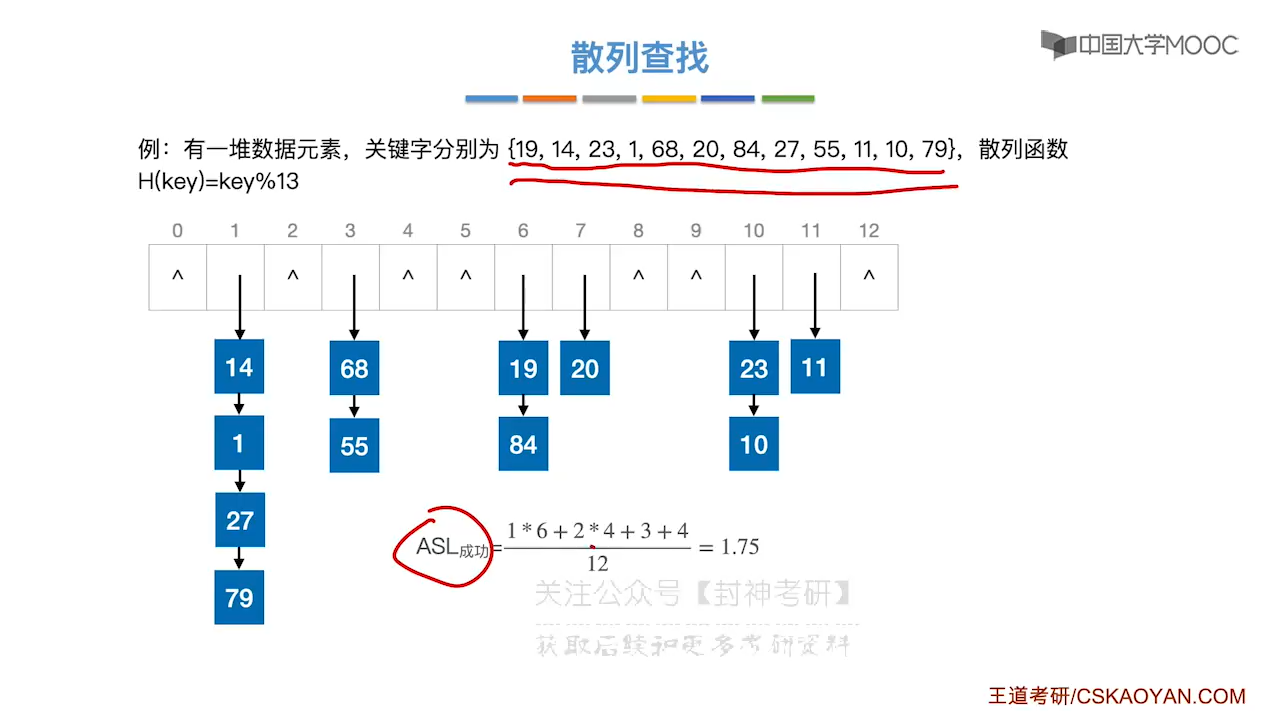 中国大学MOOC
散列查找
例：有一堆数据元素，关键字分别为 {19, 14, 23, 1, 68, 20, 84, 27, 55, 11, 10, 79}，散列函数
H(key)=key%13
0 1 2 3 4 5 6 7 8 9 10 11 12
^ ^ ^ ^ ^ ^ ^
14 68 19 20 23 11
1 55 84 10
27
79
ASL成功= 1*6+2*4+3+4 / 12 = 1.75
关注公众号【封神考研】
获取后续和更多考研资料
王道考研/CSKAOYAN.COM